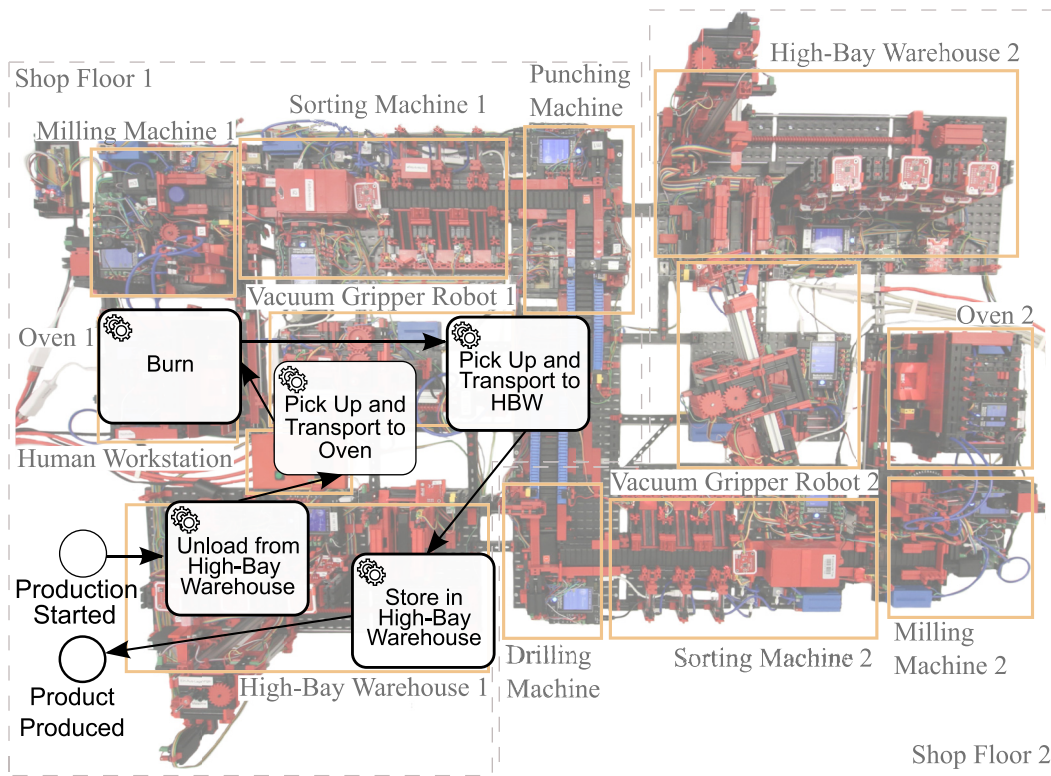 High-Bay Warehouse 2
Shop Floor 1
Punching
Machine
Sorting Machine 1
Milling Machine 1
Vacuum Gripper Robot 1
Oven 1
Oven 2
Burn
Pick Up and
Transport to
HBW
Pick Up and
Transport to
Oven
Human Workstation
Vacuum Gripper Robot 2
Unload from
High-Bay
Warehouse
Production
Started
Store in
High-Bay
Warehouse
Product
Produced
High-Bay Warehouse 1
Drilling
Machine
Sorting Machine 2
Milling
Machine 2
Shop Floor 2